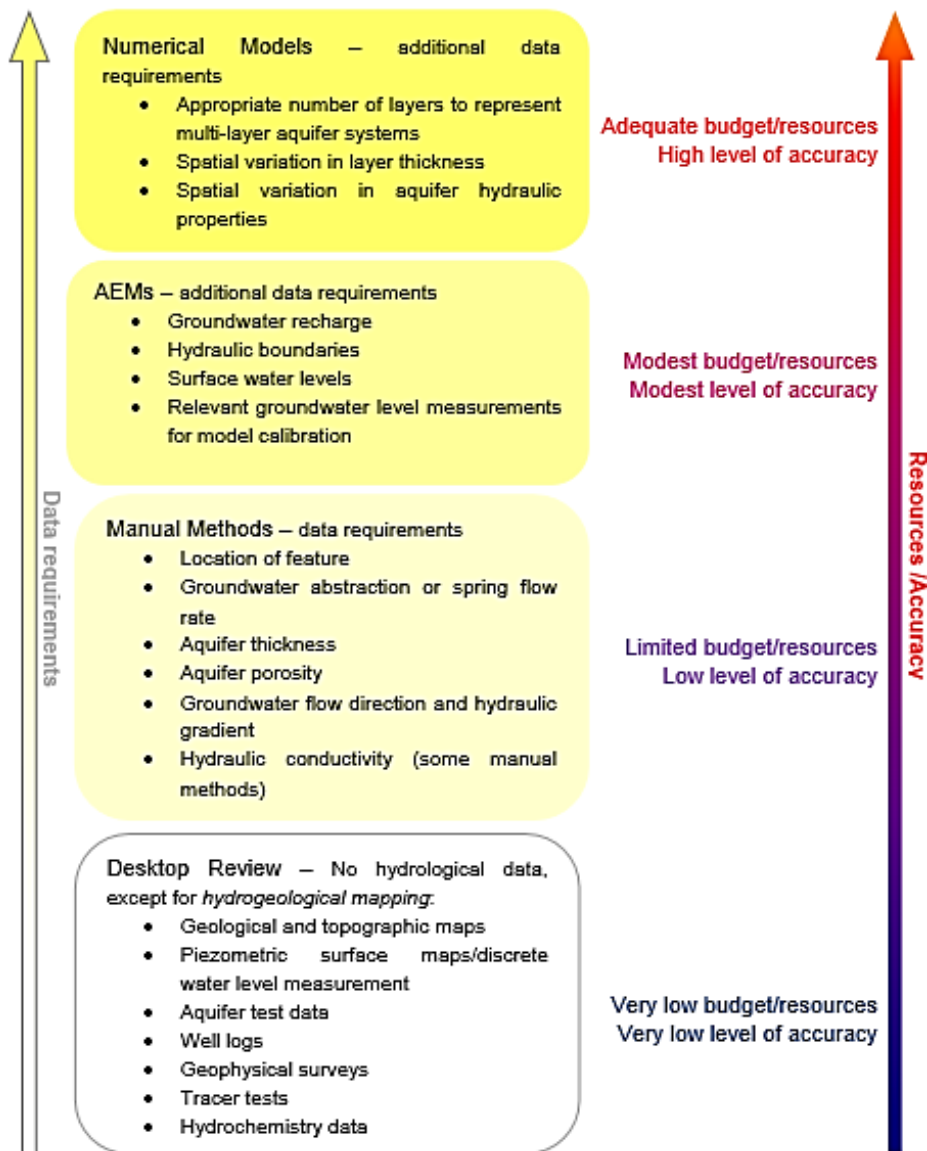 Numerical Models – additional data
requirements
• Appropriate number of layers to represent
multi-layer aquifer systems
• Spatial variation in layer thickness
• Spatial variation in aquifer hydraulic
properties
Adequate budget/resources
High level of accuracy
AEMs – additional data requirements
• Groundwater recharge
• Hydraulic boundaries
• Surface water levels
• Relevant groundwater level measurements
for model calibration
Modest budget/resources
Modest level of accuracy
Data requirements
Resources /Accuracy
Manual Methods – data requirements
• Location of feature
• Groundwater abstraction or spring flow
rate
• Aquifer thickness
• Aquifer porosity
• Groundwater flow direction and hydraulic
gradient
• Hydraulic conductivity (some manual
methods)
Limited budget/resources
Low level of accuracy
Desktop Review – No hydrological data,
except for hydrogeological mapping:
• Geological and topographic maps
• Piezometric surface maps/discrete
water level measurement
• Aquifer test data
• Well logs
• Geophysical surveys
• Tracer tests
• Hydrochemistry data
Very low budget/resources
Very low level of accuracy